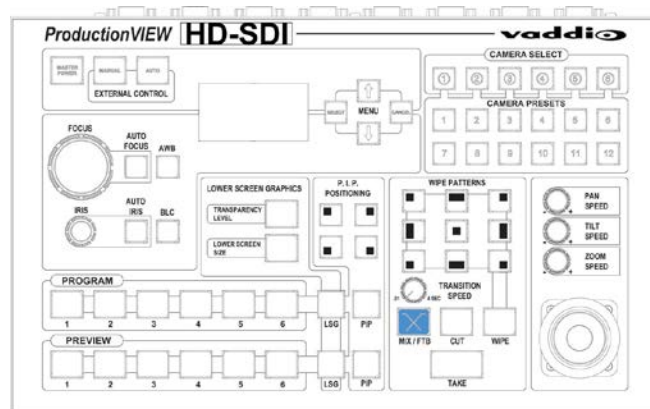 ProductionVIEW HD-SDI vaddio
MASTER POWER
MANUAL
AUTO
EXTERNAL CONTROL
SELECT
MENU
CANCEL
CAMERA SELECT
1 2 3 4 5 6
CAMERA PRESETS
1 2 3 4 5 6
7 8 9 10 11 12
FOCUS
AUTO FOCUS
AWB
IRIS
AUTO IRIS
BLC
LOWER SCREEN GRAPHICS
TRANSPARENCY LEVEL
LOWER SCREEN SIZE
P.I.P. POSITIONING
WIPE PATTERNS
TRANSITION SPEED
MIX / FTB
CUT
WIPE
TAKE
PAN SPEED
TILT SPEED
ZOOM SPEED
PROGRAM
1 2 3 4 5 6 LSG PIP
PREVIEW
1 2 3 4 5 6 LSG PIP